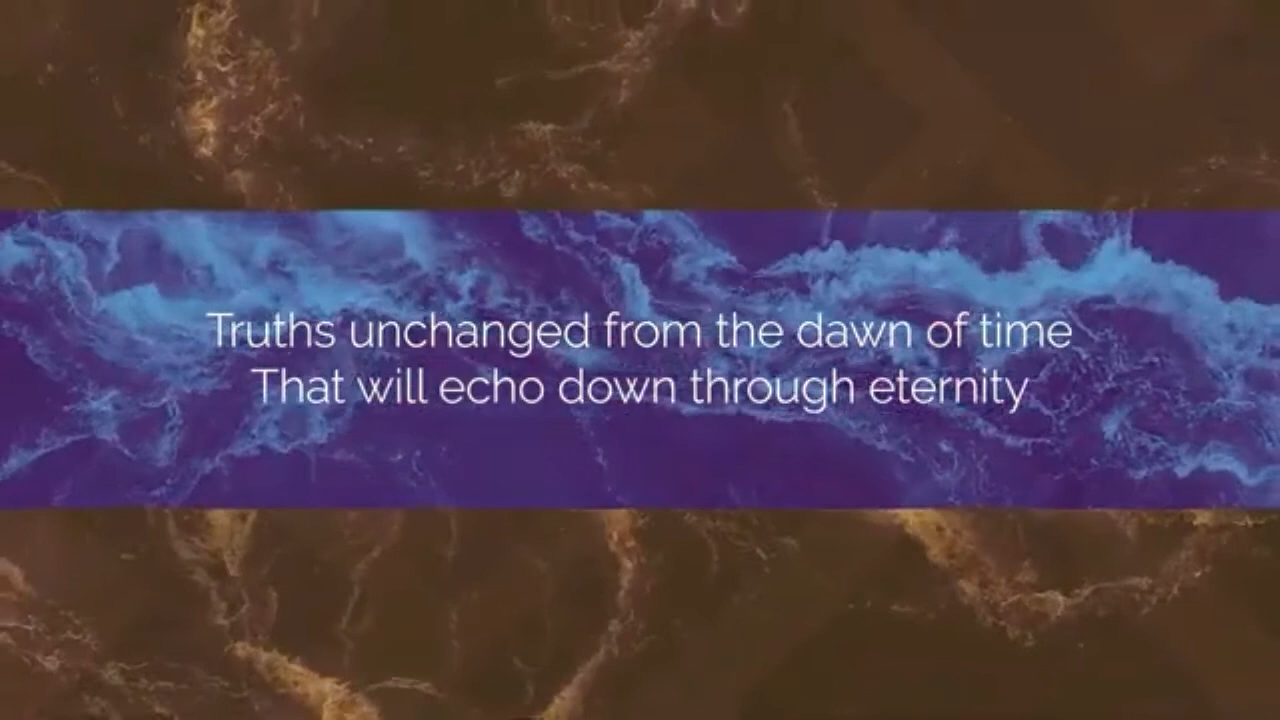 Truths unchanged from the dawn of time
That will echo down through eternity